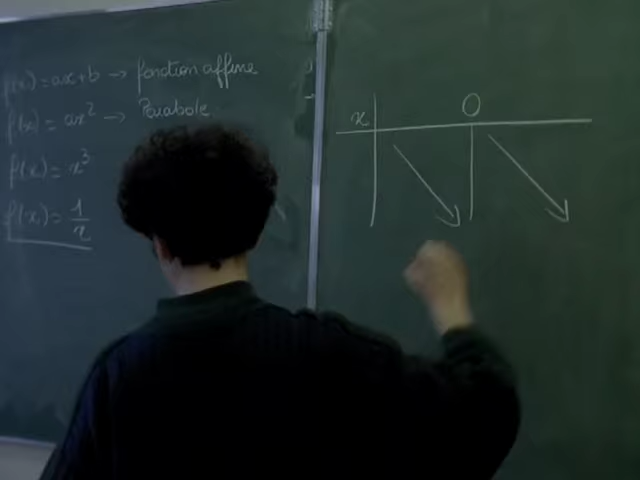 f(x) = ax+b → fonction affine
f(x) = ax² → Parabole
f(x) = x³
f(x) = 1/x
x 0